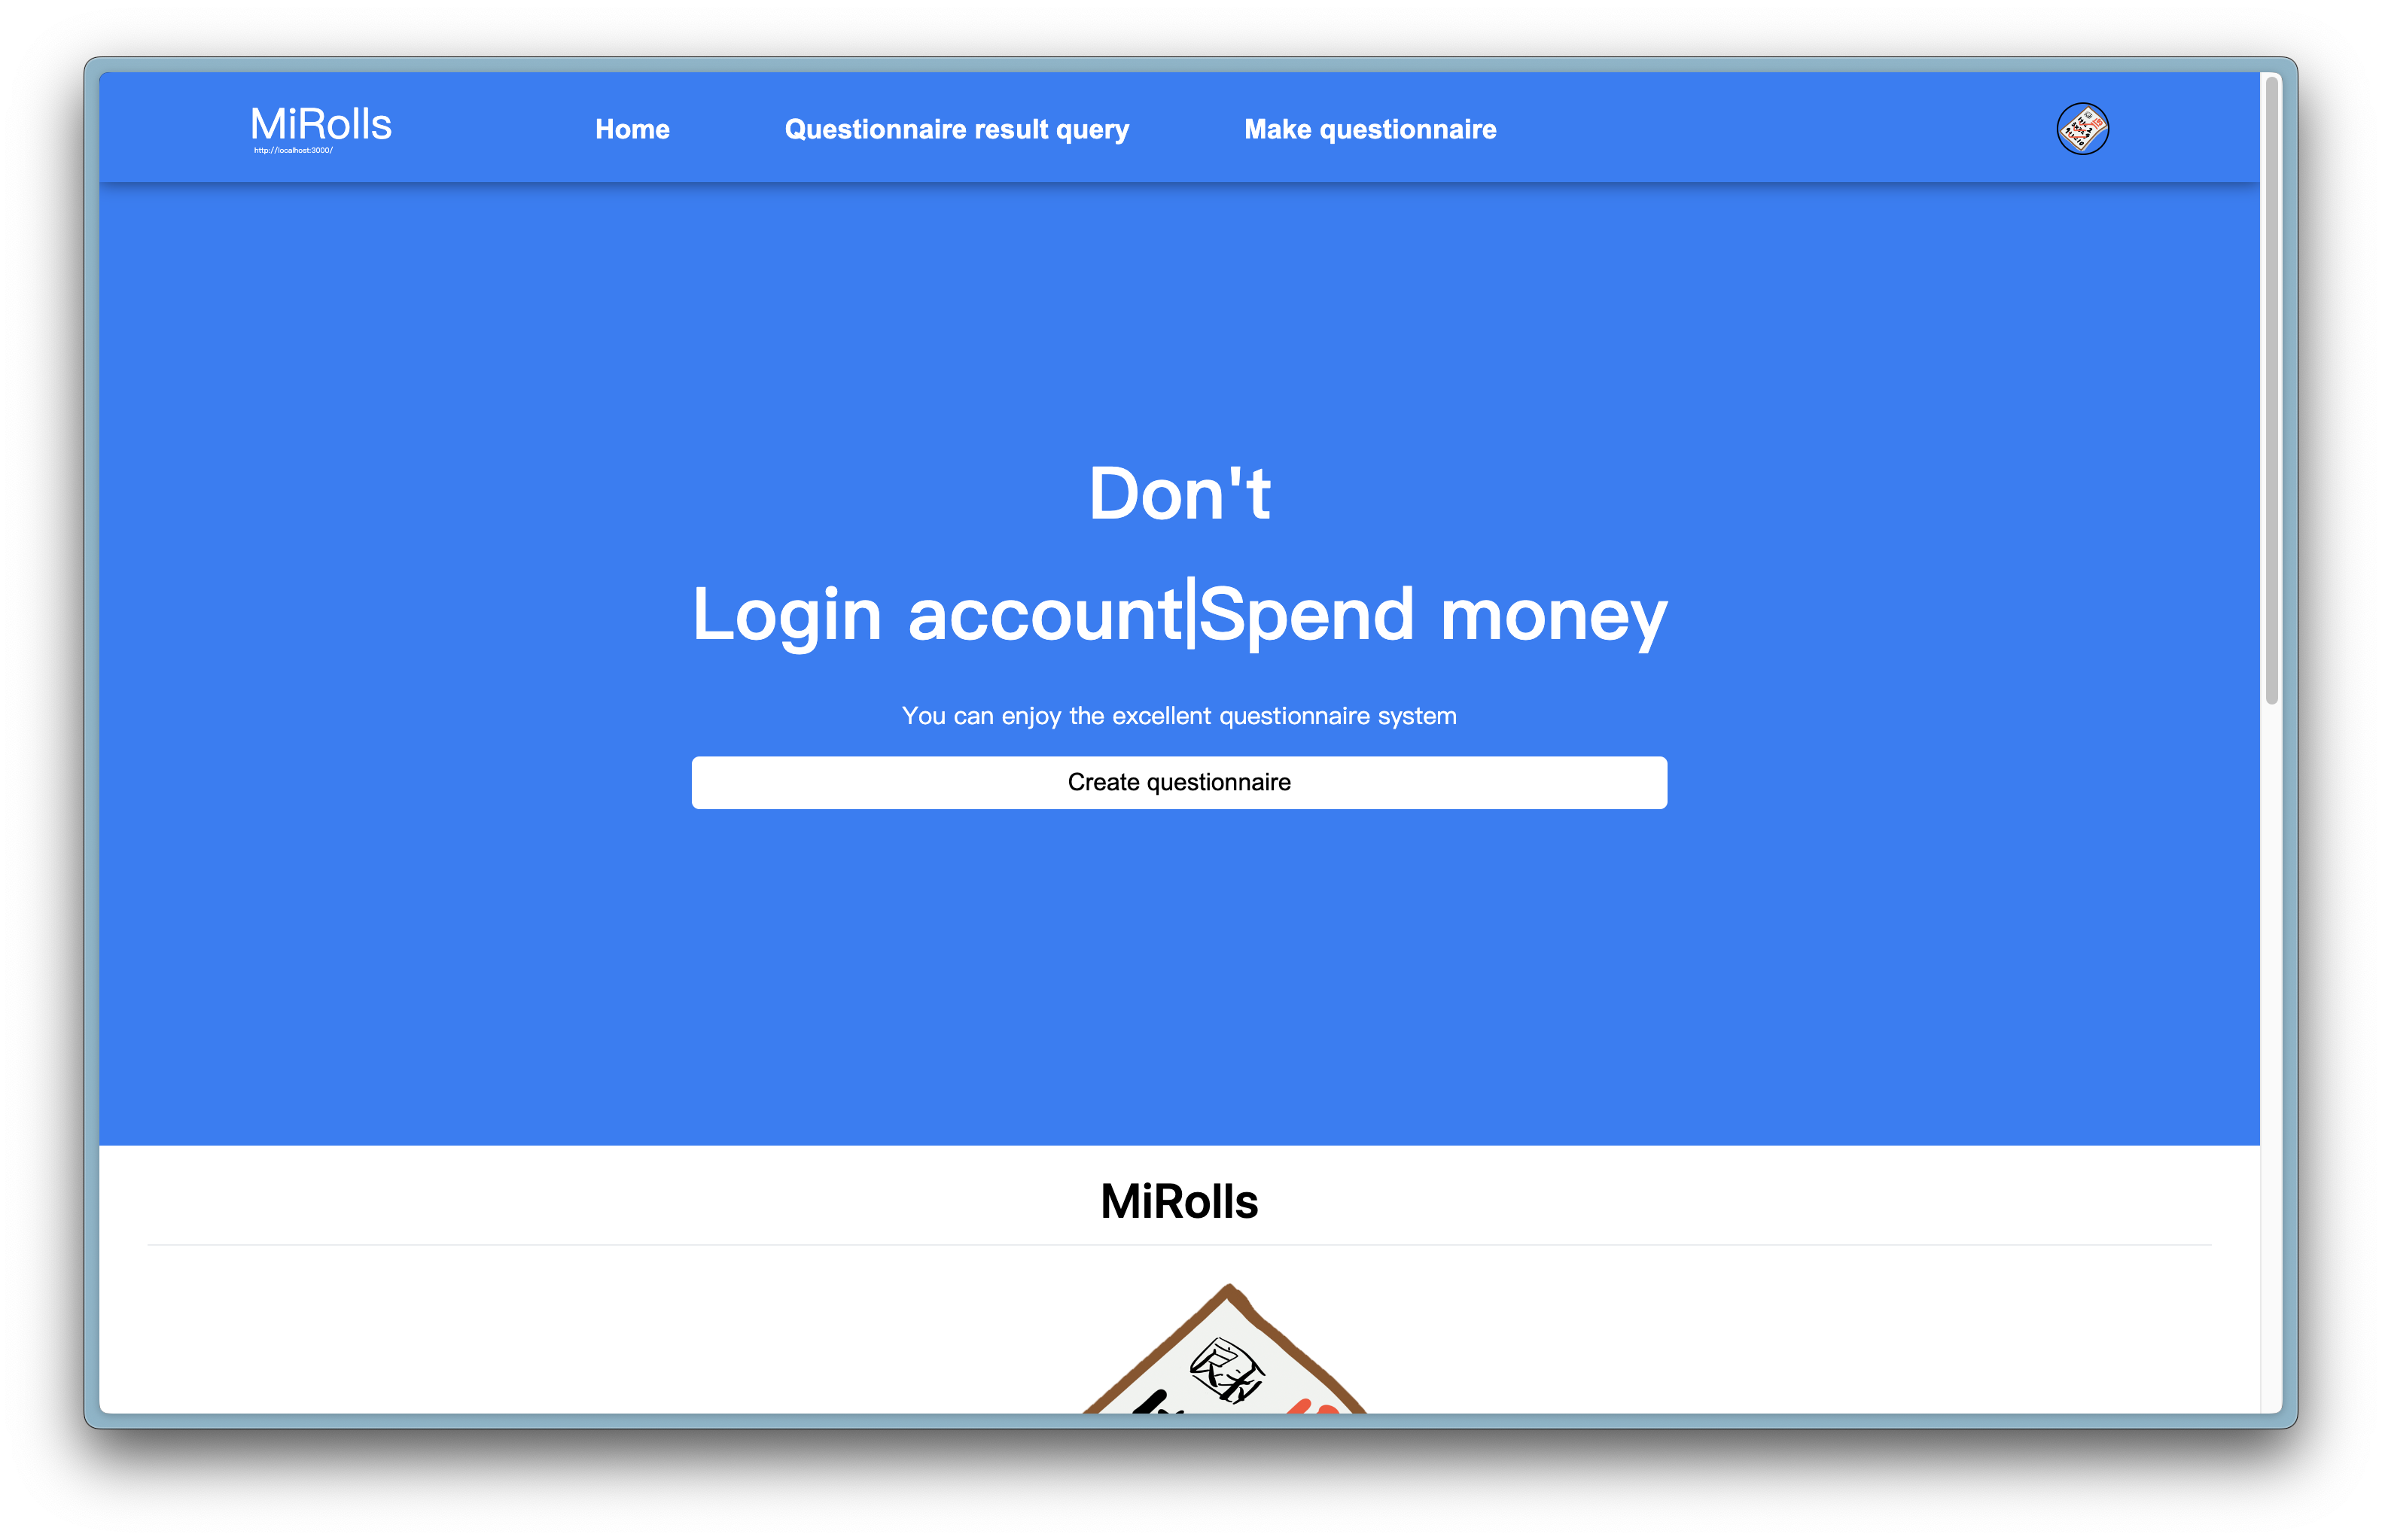 MiRolls
http://localhost:3000/
Home
Questionnaire result query
Make questionnaire
Don't
Login account|Spend money
You can enjoy the excellent questionnaire system
Create questionnaire
MiRolls